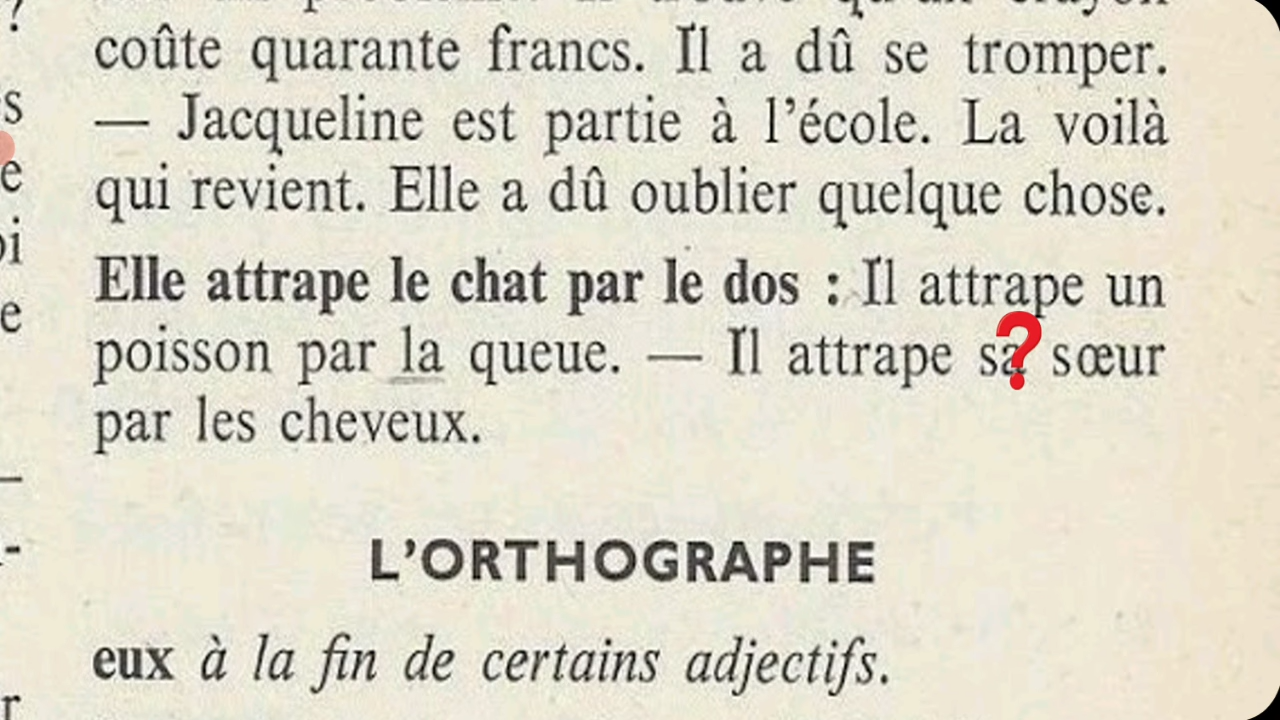 coûte quarante francs. Il a dû se tromper.
— Jacqueline est partie à l'école. La voilà
qui revient. Elle a dû oublier quelque chose.
Elle attrape le chat par le dos : Il attrape un
poisson par la queue. — Il attrape sa sœur
par les cheveux.
L'ORTHOGRAPHE
eux à la fin de certains adjectifs.